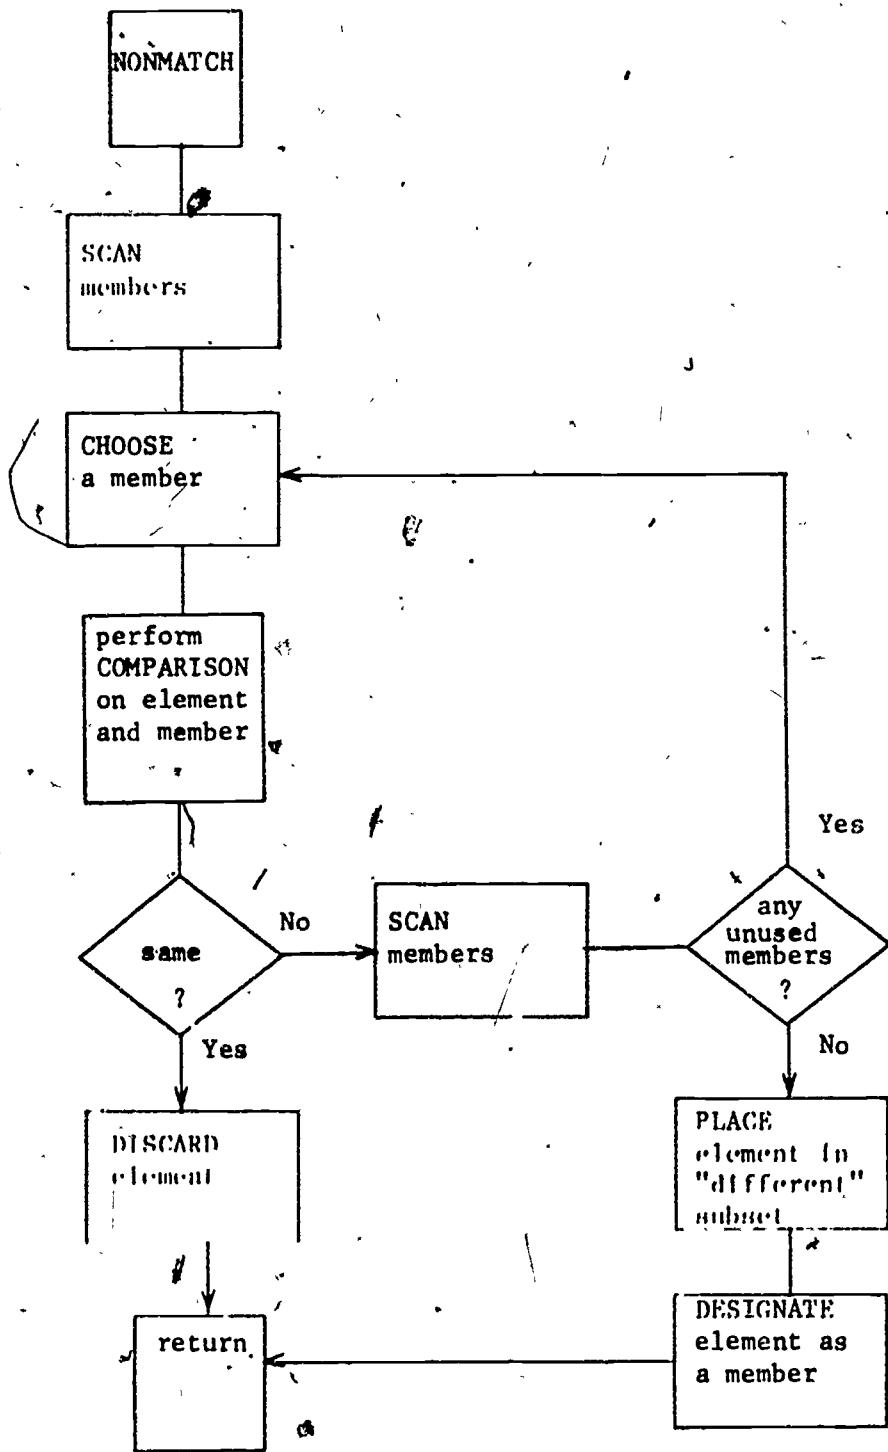 NONMATCH
SCAN
members
CHOOSE
a member
perform
COMPARISON
on element
and member
same
?
No
Yes
SCAN
members
any
unused
members
?
Yes
No
DISCARD
element
PLACE
element in
"different"
subset
DESIGNATE
element as
a member
return